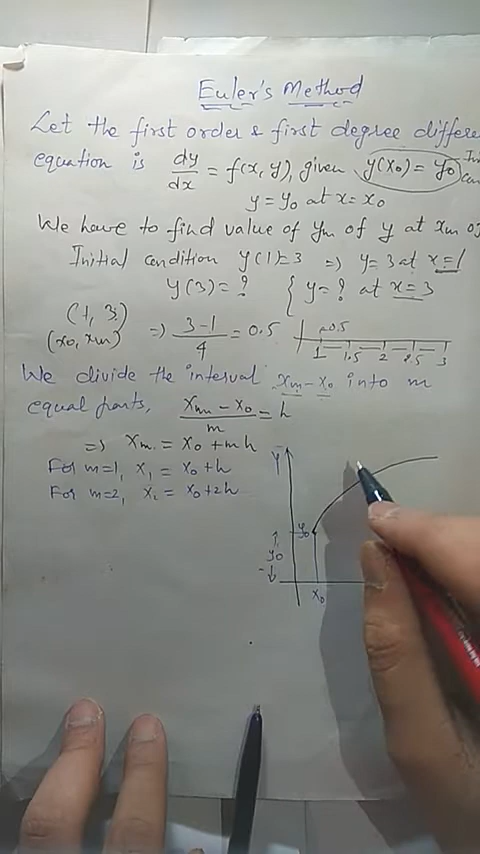 Euler's Method
Let the first order & first degree differe
equation is dy/dx = f(x, y), given y(x0) = y0
y = y0 at x = x0
We have to find value of ym of y at xm of
Initial condition y(1)=3 => y=3 at x=1
y(3)=? { y=? at x=3
(1, 3)
(x0, xm) => 3-1/4 = 0.5
0.5
1 1.5 2 2.5 3
We divide the interval xm - x0 into m
equal parts, xm - x0/m = h
=> xm = x0 + mh
For m=1, x1 = x0 + h
For m=2, x2 = x0 + 2h
Y
y0
↑
y0
↓
x0